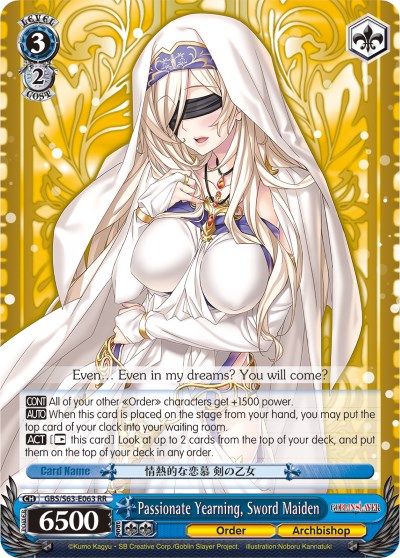 LEVEL
3
2
COST
Even… Even in my dreams? You will come?
CONT All of your other «Order» characters get +1500 power.
AUTO When this card is placed on the stage from your hand, you may put the top card of your clock into your waiting room.
ACT [ this card] Look at up to 2 cards from the top of your deck, and put them on top of your deck in any order.
Card Name 情熱的な恋慕 剣の乙女
CH GBS/S63-E063 RR
Passionate Yearning, Sword Maiden
GOBLIN SLAYER
POWER 6500
SOUL
Order
Archbishop
©Kumo Kagyu・SB Creative Corp./Goblin Slayer Project. illustration:Noboru Kannatuki